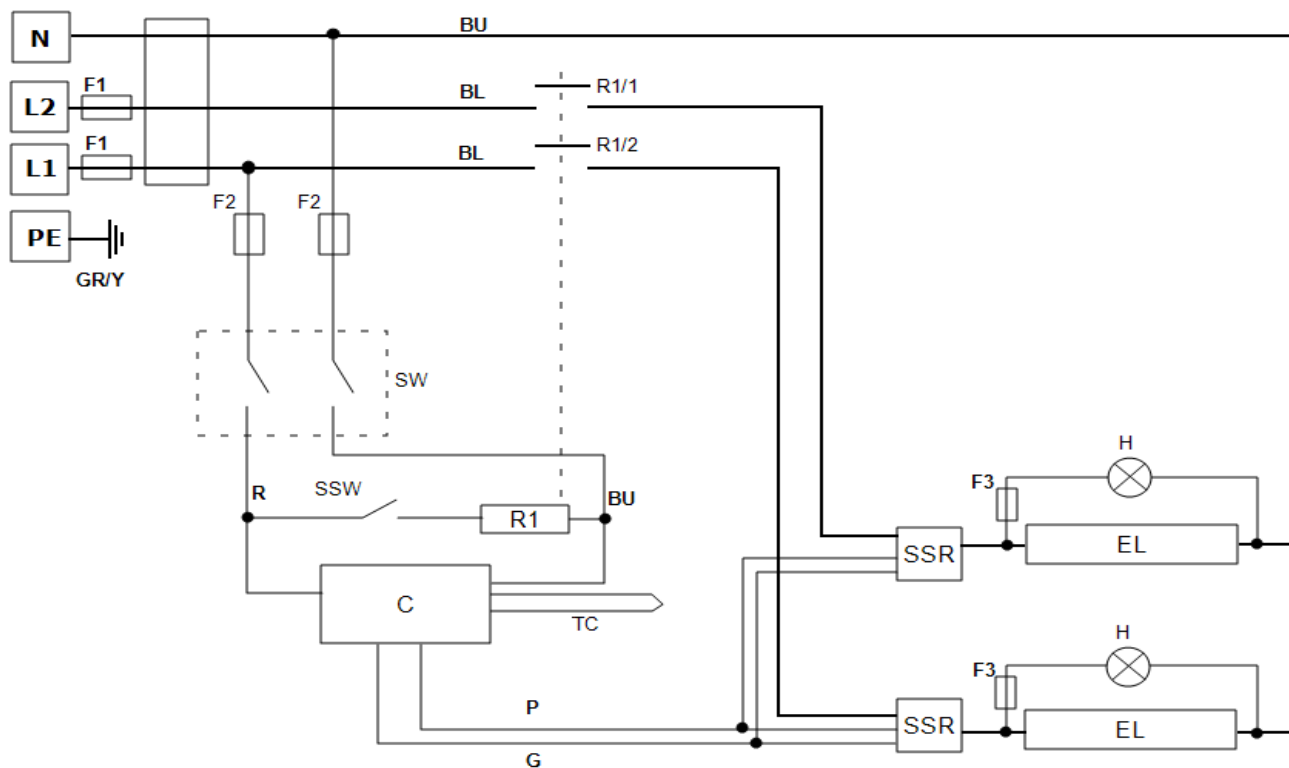 N
BU
L2
F1
BL
R1/1
L1
F1
BL
R1/2
PE
GR/Y
F2
F2
SW
R
SSW
R1
BU
C
TC
P
G
H
F3
SSR
EL
H
F3
SSR
EL